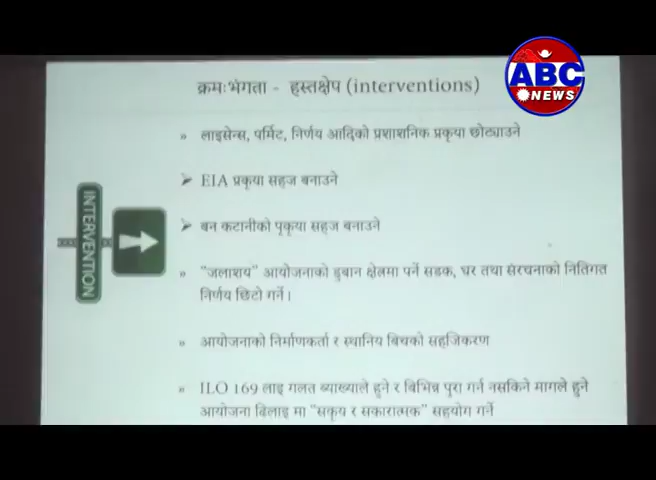 ABC
NEWS
क्रमःभंगता - हस्तक्षेप (interventions)
» लाइसेन्स, पर्मिट, निर्णय आदिको प्रशाशनिक प्रकृया छोट्याउने
➢ EIA प्रकृया सहज बनाउने
➢ बन कटानीको पृकृया सहज बनाउने
INTERVENTION
» "जलाशय" आयोजनाको डुबान क्षेत्रमा पर्ने सडक, घर तथा संरचनाको नितिगत
निर्णय छिटो गर्ने।
» आयोजनाको निर्माणकर्ता र स्थानिय बिचको सहजिकरण
» ILO 169 लाइ गलत ब्याख्याले हुने र बिभिन्न पुरा गर्न नसकिने मागले हुने
आयोजना बिलाइ मा "सकृय र सकारात्मक" सहयोग गर्ने